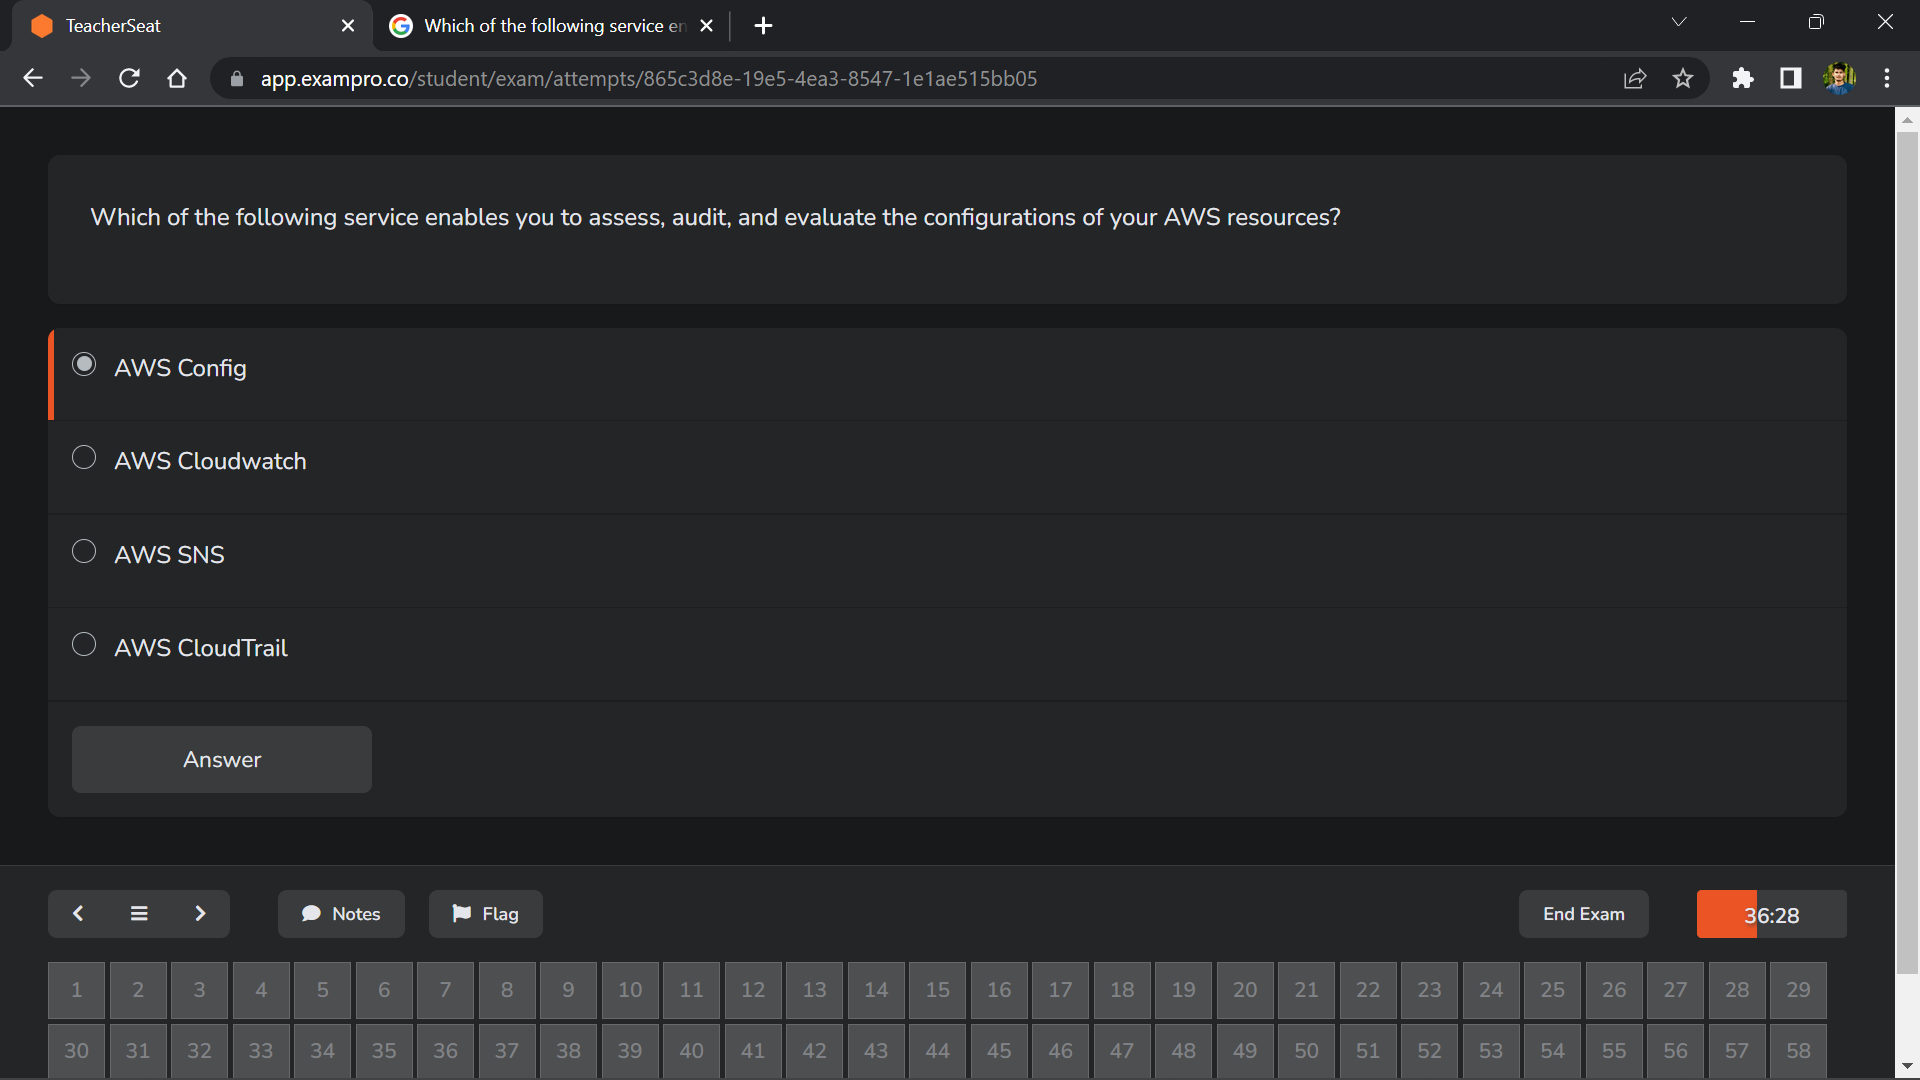 TeacherSeat
Which of the following service en
app.exampro.co/student/exam/attempts/865c3d8e-19e5-4ea3-8547-1e1ae515bb05
Which of the following service enables you to assess, audit, and evaluate the configurations of your AWS resources?
AWS Config
AWS Cloudwatch
AWS SNS
AWS CloudTrail
Answer
Notes Flag End Exam 36:28
1 2 3 4 5 6 7 8 9 10 11 12 13 14 15 16 17 18 19 20 21 22 23 24 25 26 27 28 29
30 31 32 33 34 35 36 37 38 39 40 41 42 43 44 45 46 47 48 49 50 51 52 53 54 55 56 57 58